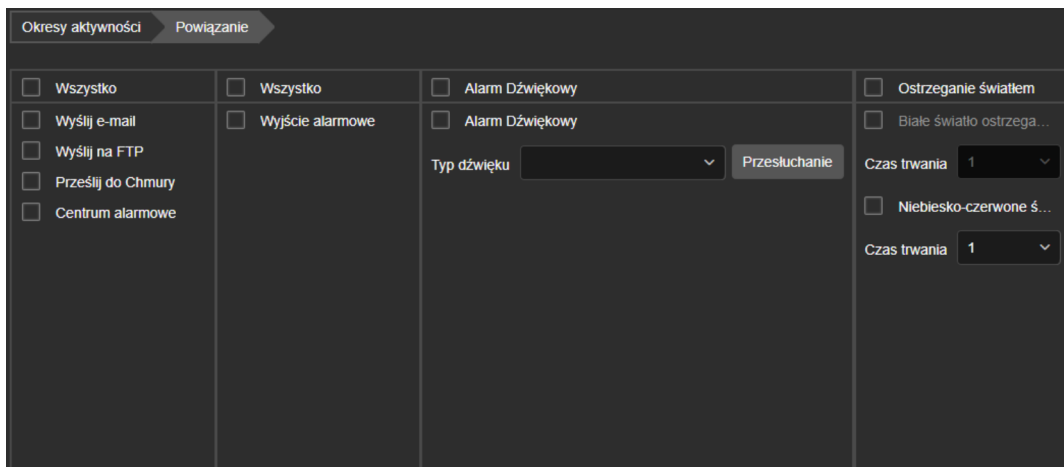 Okresy aktywności Powiązanie
Wszystko
Wyślij e-mail
Wyślij na FTP
Prześlij do Chmury
Centrum alarmowe
Wszystko
Wyjście alarmowe
Alarm Dźwiękowy
Alarm Dźwiękowy
Typ dźwięku Przesłuchanie
Ostrzeganie światłem
Białe światło ostrzega...
Czas trwania 1
Niebiesko-czerwone ś...
Czas trwania 1